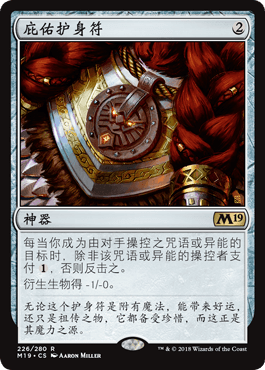 庇佑护身符 2
神器 M19
每当你成为由对手操控之咒语或异能的
目标时，除非该咒语或异能的操控者支
付 1，否则反击之。
衍生生物得 -1/-0。
无论这个护身符是附有魔法，能带来好运，
还是祖传之物，它都备受珍惜，而这正是
其魔力之源。
226/280 R
M19 • CS AARON MILLER
™ & © 2018 Wizards of the Coast